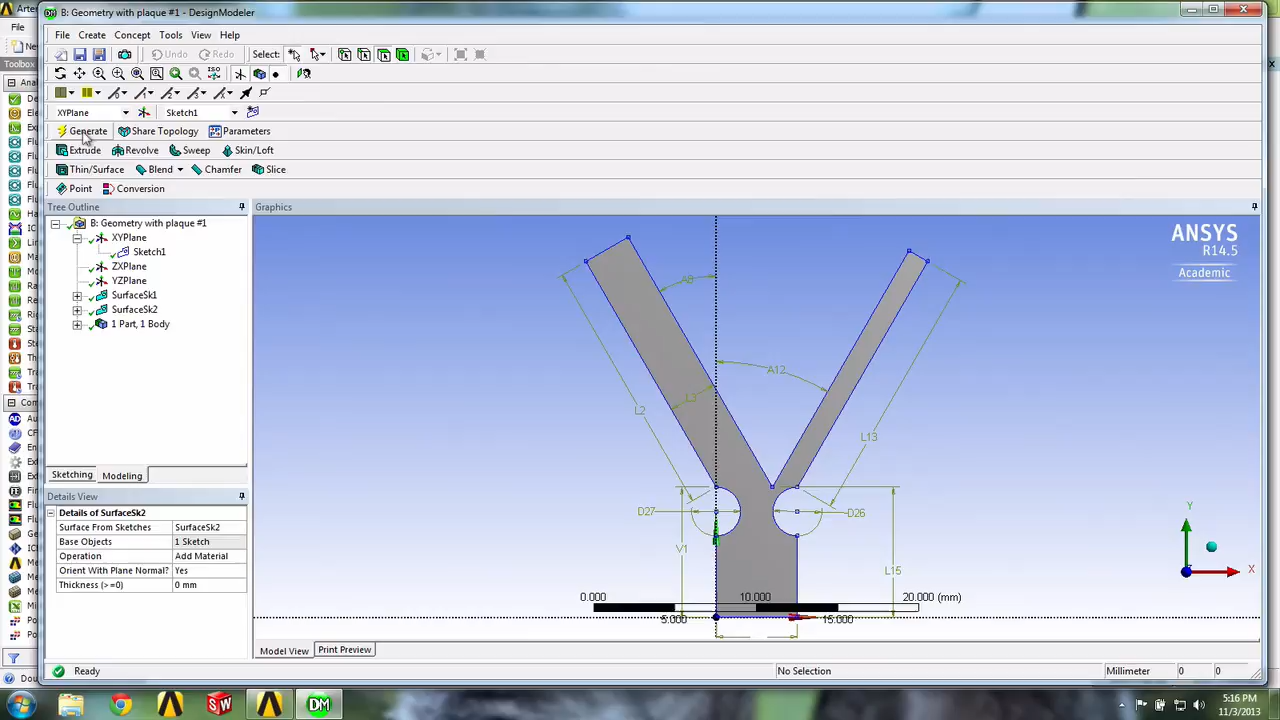 Arter
B: Geometry with plaque #1 - DesignModeler
File
File Create Concept Tools View Help
Undo Redo Select:
Toolbox
ISO
XYPlane Sketch1
Generate Share Topology Parameters
Extrude Revolve Sweep Skin/Loft
Thin/Surface Blend Chamfer Slice
Point Conversion
Tree Outline
Graphics
B: Geometry with plaque #1
XYPlane
Sketch1
ZXPlane
YZPlane
SurfaceSk1
SurfaceSk2
1 Part, 1 Body
Sketching Modeling
Details View
Details of SurfaceSk2
Surface From Sketches SurfaceSk2
Base Objects 1 Sketch
Operation Add Material
Orient With Plane Normal? Yes
Thickness (>=0) 0 mm
ANSYS
R14.5
Academic
A12
L2
L3
L13
D27
D26
V1
L15
Y
X
0.000 10.000 20.000 (mm)
5.000 15.000
Model View Print Preview
Ready
No Selection
Millimeter 0 0
DM
5:16 PM
11/3/2013